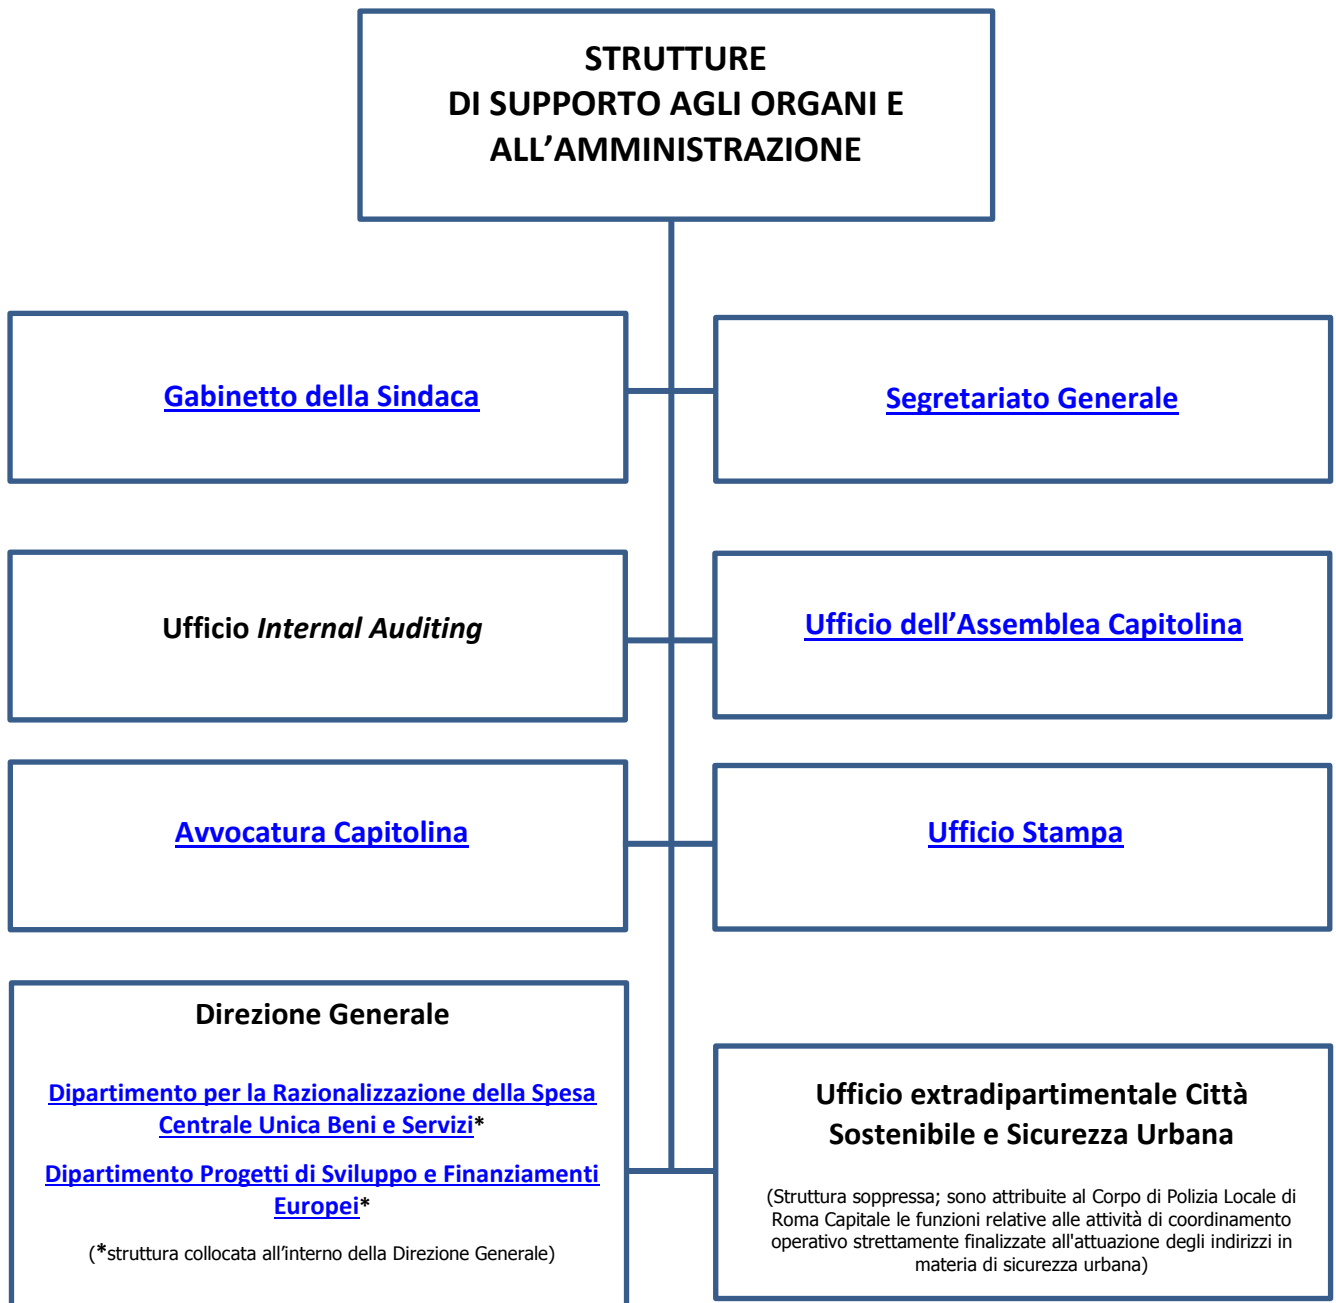 STRUTTURE
DI SUPPORTO AGLI ORGANI E
ALL’AMMINISTRAZIONE
Gabinetto della Sindaca
Segretariato Generale
Ufficio Internal Auditing
Ufficio dell’Assemblea Capitolina
Avvocatura Capitolina
Ufficio Stampa
Direzione Generale
Dipartimento per la Razionalizzazione della Spesa
Centrale Unica Beni e Servizi*
Dipartimento Progetti di Sviluppo e Finanziamenti
Europei*
(*struttura collocata all’interno della Direzione Generale)
Ufficio extradipartimentale Città
Sostenibile e Sicurezza Urbana
(Struttura soppressa; sono attribuite al Corpo di Polizia Locale di
Roma Capitale le funzioni relative alle attività di coordinamento
operativo strettamente finalizzate all'attuazione degli indirizzi in
materia di sicurezza urbana)